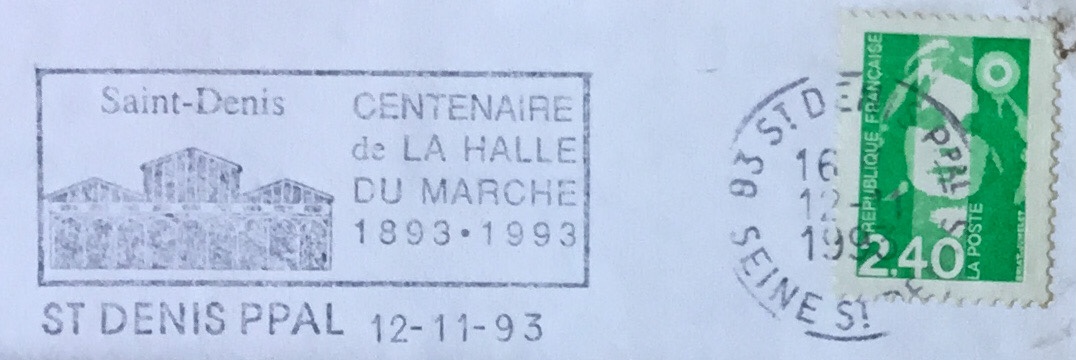 Saint-Denis
CENTENAIRE
de LA HALLE
DU MARCHE
1893•1993
ST DENIS PPAL 12-11-93
93 ST DE PPAL
16
12-
199
SEINE ST
REPUBLIQUE FRANÇAISE
2,40
LA POSTE